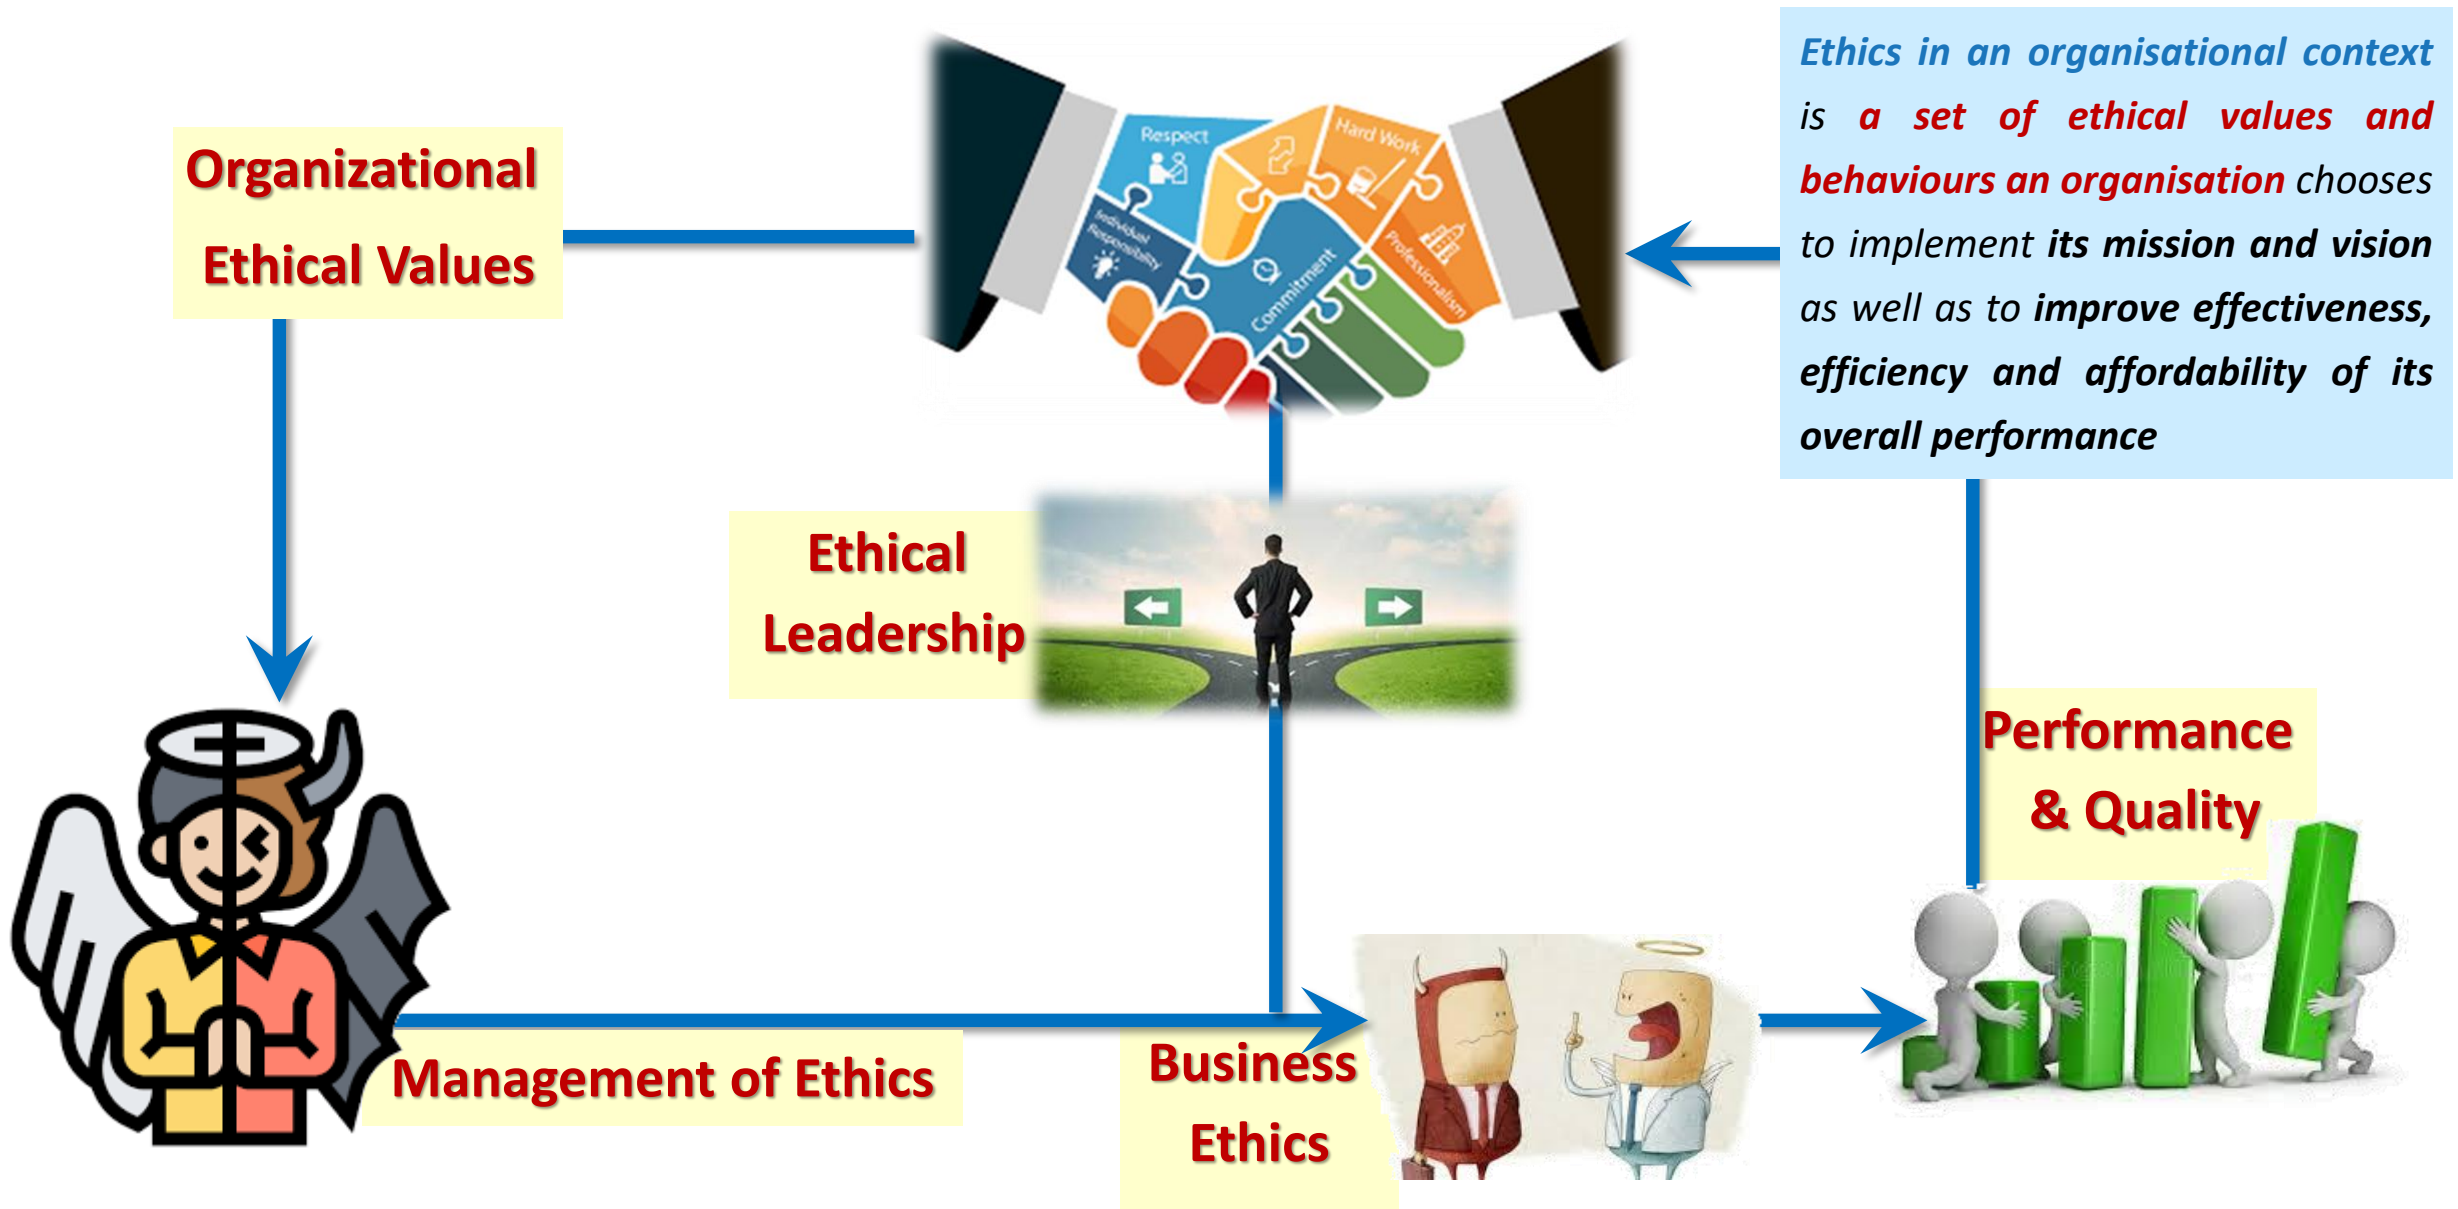 Organizational
Ethical Values
Respect
Hard Work
Individual
Responsibility
Commitment
Professionalism
Ethics in an organisational context
is a set of ethical values and
behaviours an organisation chooses
to implement its mission and vision
as well as to improve effectiveness,
efficiency and affordability of its
overall performance
Ethical
Leadership
Performance
& Quality
Management of Ethics
Business
Ethics